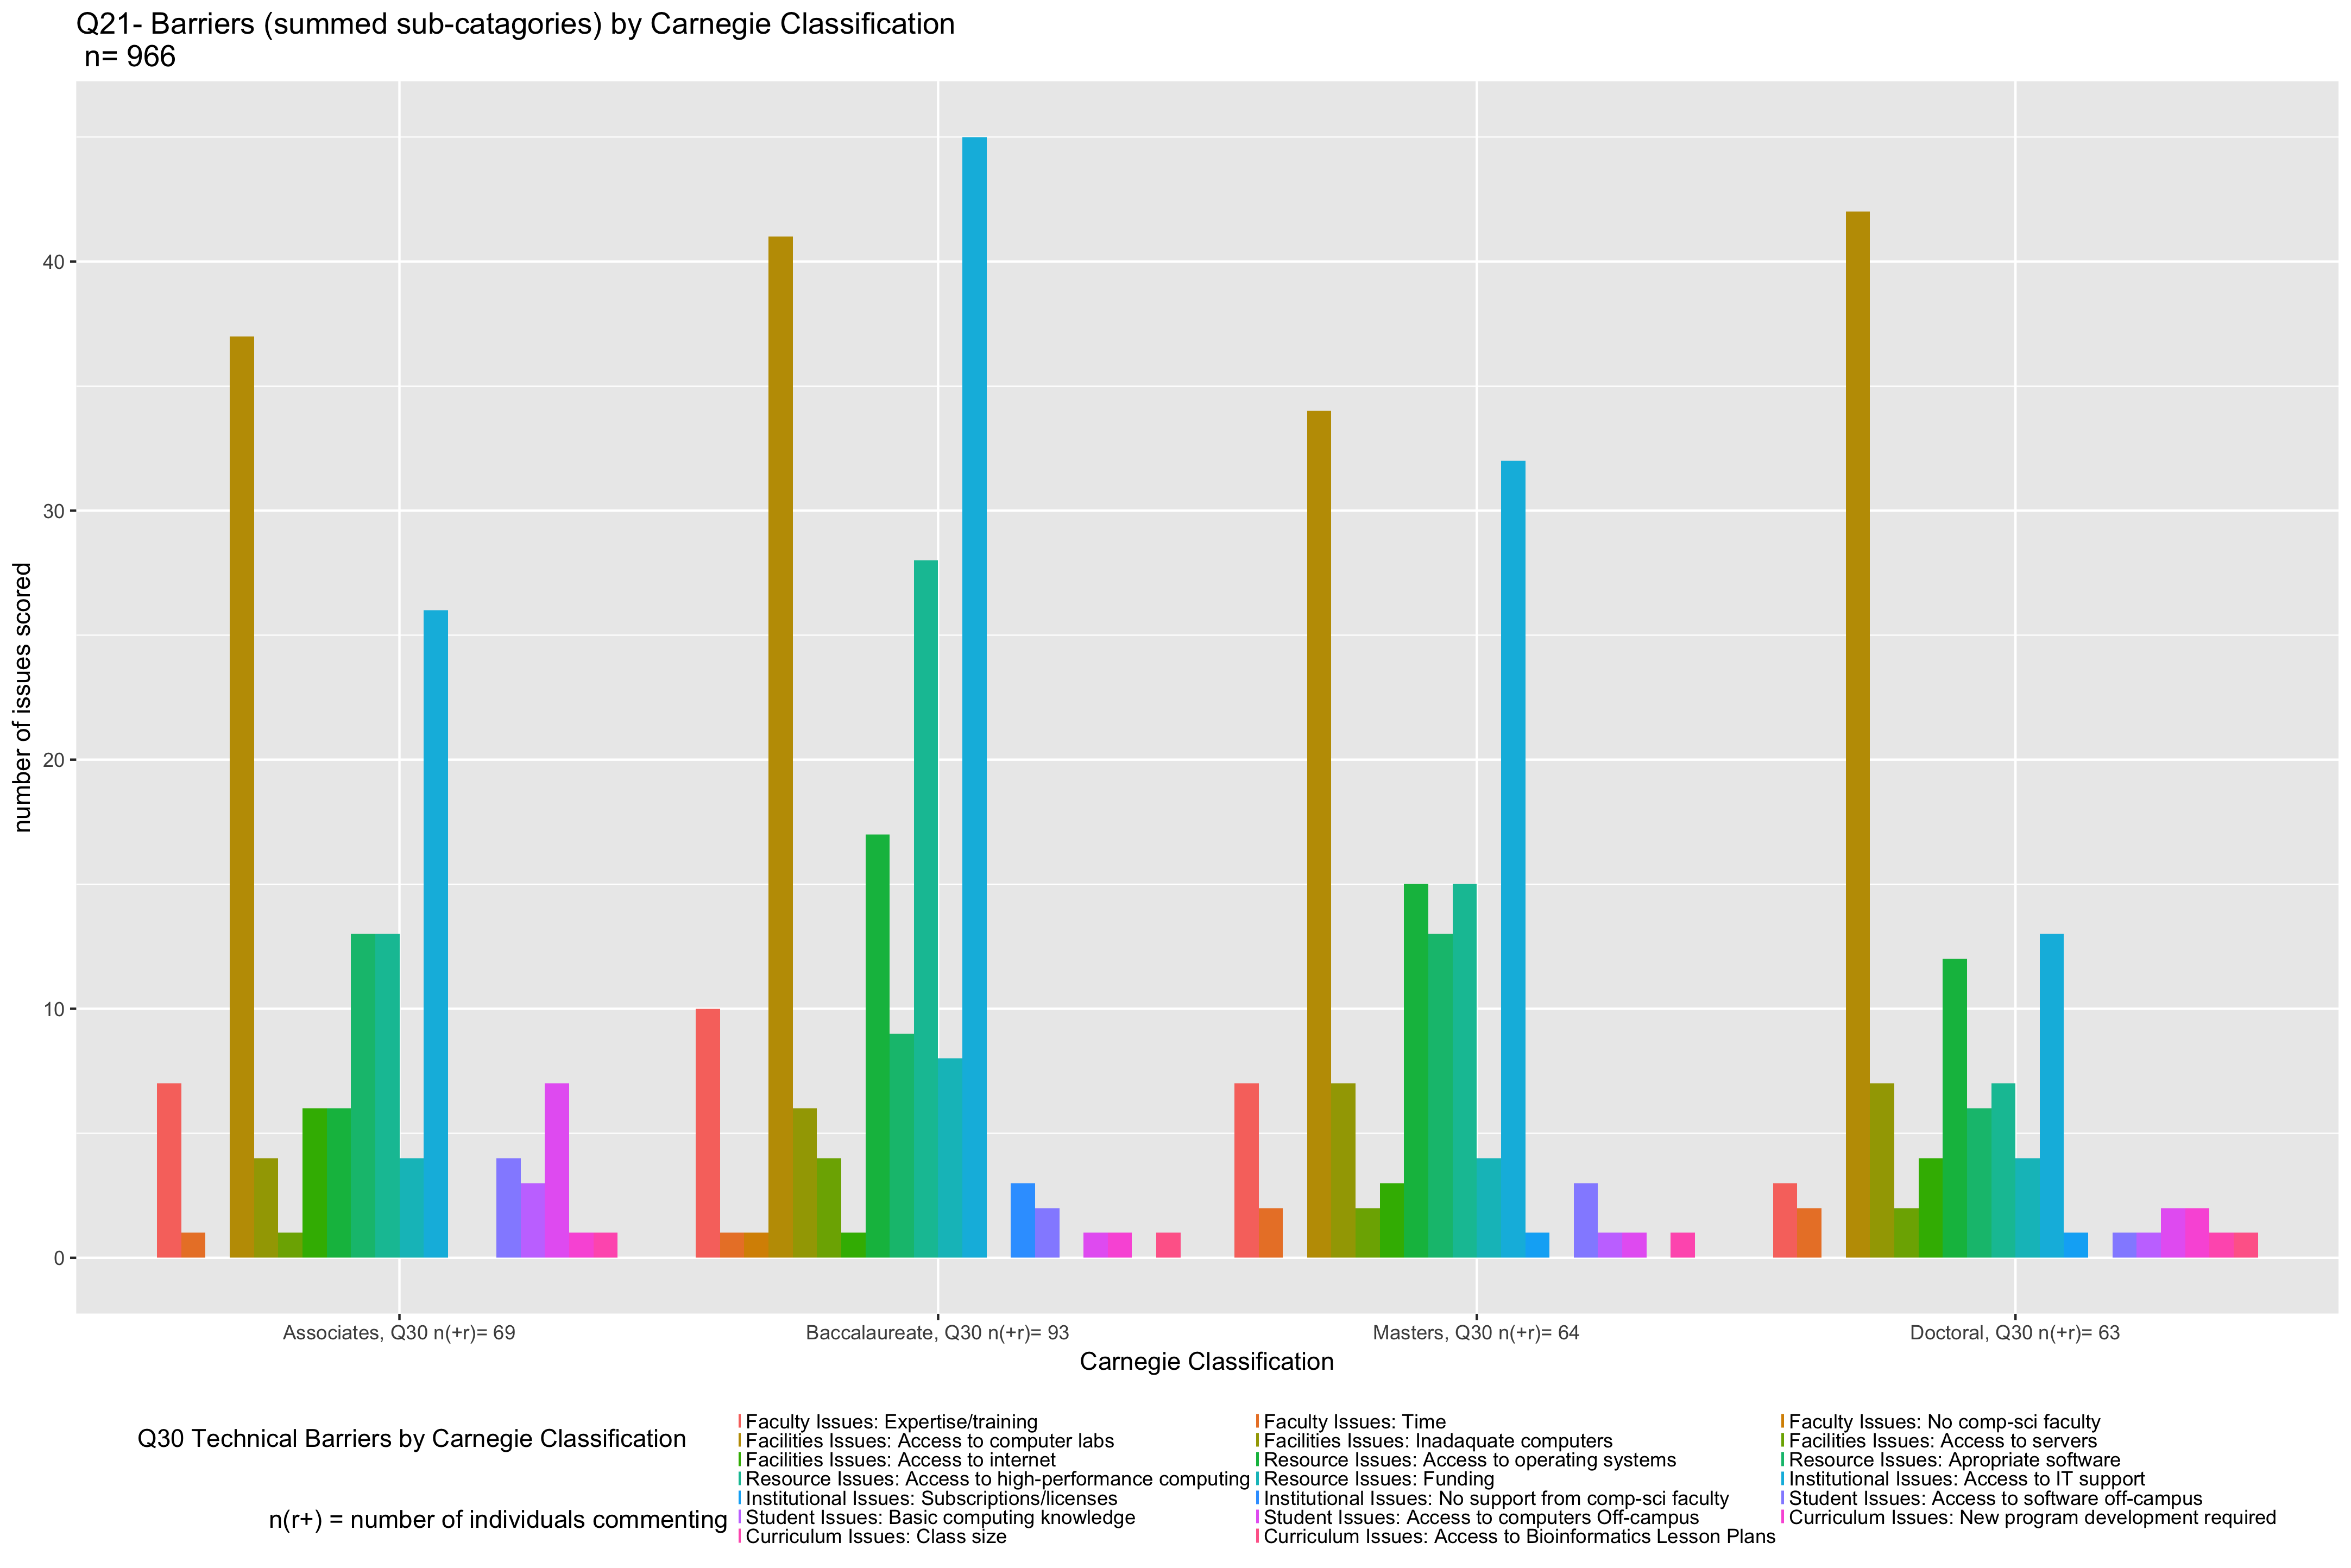 Q21- Barriers (summed sub-catagories) by Carnegie Classification
n= 966
number of issues scored
40
30
20
10
0
Associates, Q30 n(+r)= 69
Baccalaureate, Q30 n(+r)= 93
Masters, Q30 n(+r)= 64
Doctoral, Q30 n(+r)= 63
Carnegie Classification
Q30 Technical Barriers by Carnegie Classification
n(r+) = number of individuals commenting
Faculty Issues: Expertise/training
Faculty Issues: Time
Faculty Issues: No comp-sci faculty
Facilities Issues: Access to computer labs
Facilities Issues: Inadaquate computers
Facilities Issues: Access to servers
Facilities Issues: Access to internet
Resource Issues: Access to operating systems
Resource Issues: Apropriate software
Resource Issues: Access to high-performance computing
Resource Issues: Funding
Institutional Issues: Access to IT support
Institutional Issues: Subscriptions/licenses
Institutional Issues: No support from comp-sci faculty
Student Issues: Access to software off-campus
Student Issues: Basic computing knowledge
Student Issues: Access to computers Off-campus
Curriculum Issues: New program development required
Curriculum Issues: Class size
Curriculum Issues: Access to Bioinformatics Lesson Plans